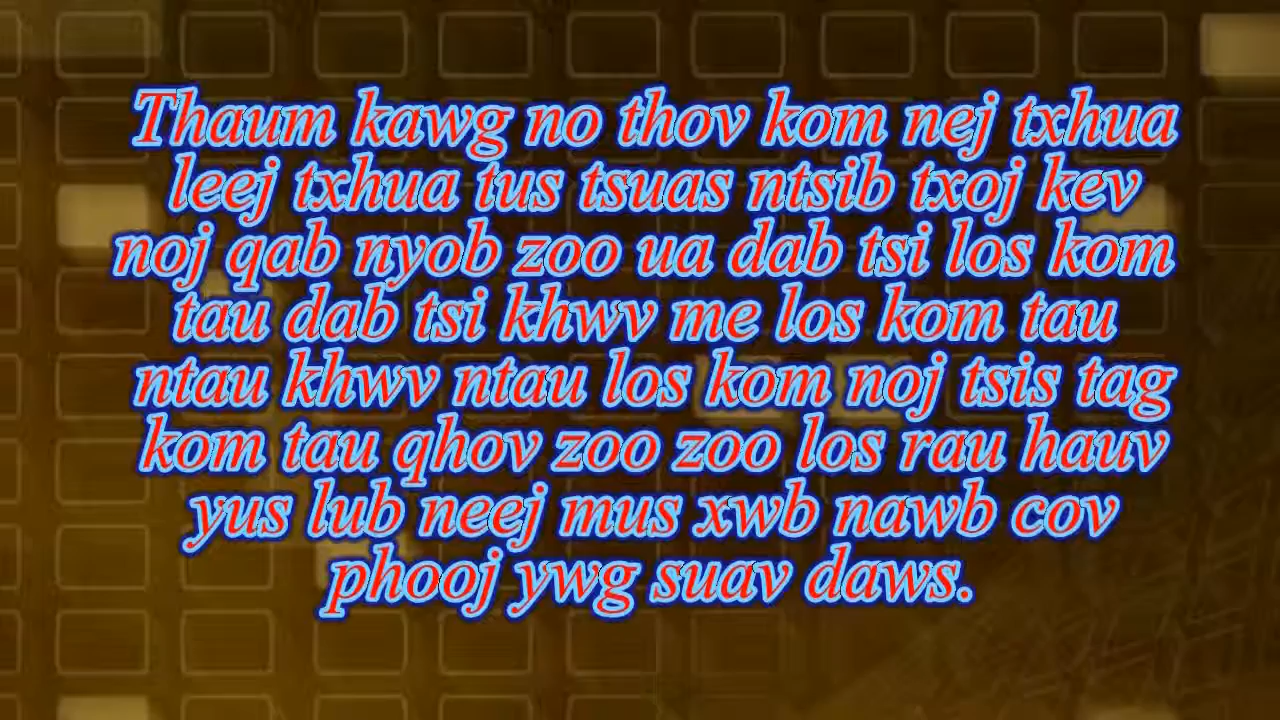 Thaum kawg no thov kom nej txhua
leej txhua tus tsuas ntsib txoj kev
noj qab nyob zoo ua dab tsi los kom
tau dab tsi khwv me los kom tau
ntau khwv ntau los kom noj tsis tag
kom tau qhov zoo zoo los rau hauv
yus lub neej mus xwb nawb cov
phooj ywg suav daws.